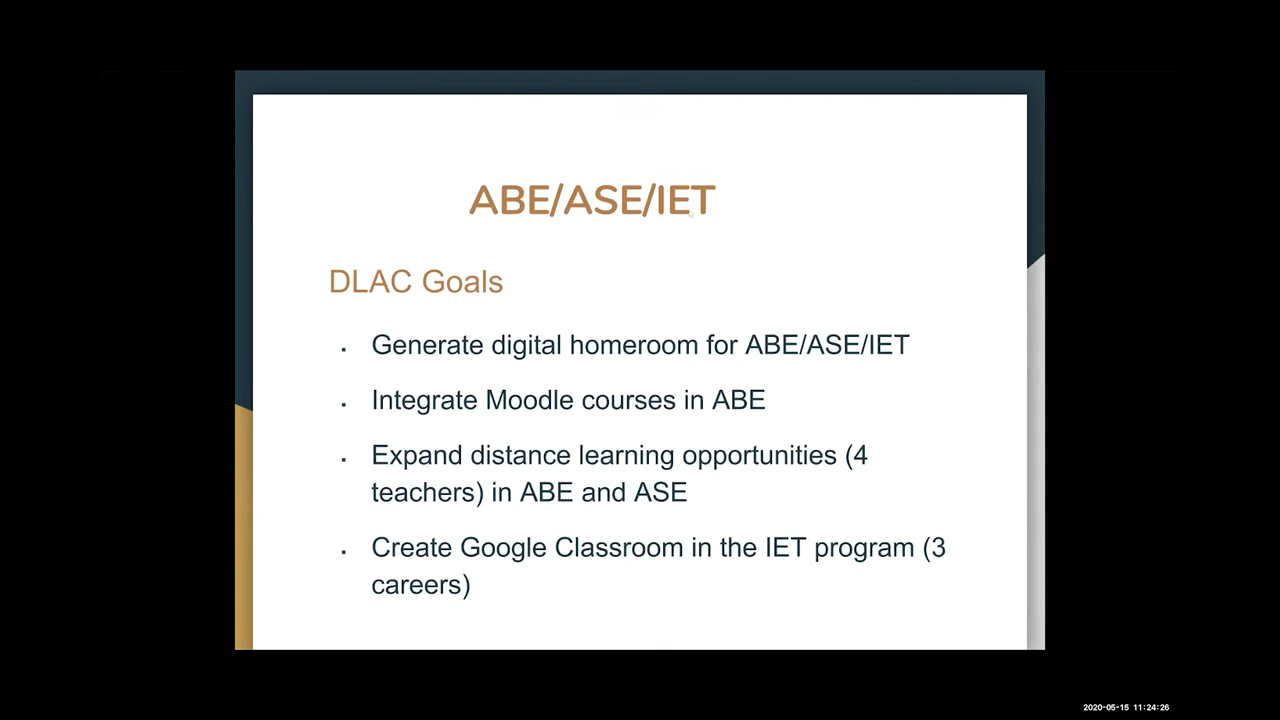 ABE/ASE/IET
DLAC Goals
▪ Generate digital homeroom for ABE/ASE/IET
▪ Integrate Moodle courses in ABE
▪ Expand distance learning opportunities (4
teachers) in ABE and ASE
▪ Create Google Classroom in the IET program (3
careers)
2020-05-15 11:24:26